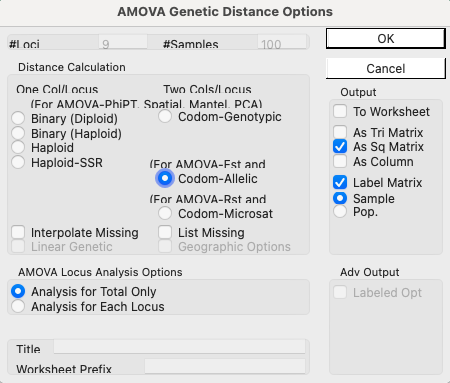 AMOVA Genetic Distance Options
#Loci 9 #Samples 100
OK
Cancel
Distance Calculation
One Col/Locus Two Cols/Locus
(For AMOVA-PhiPT, Spatial, Mantel, PCA)
Binary (Diploid) Codom-Genotypic
Binary (Haploid)
Haploid
Haploid-SSR (For AMOVA-Fst and
Codom-Allelic
(For AMOVA-Rst and
Codom-Microsat
Interpolate Missing List Missing
Linear Genetic Geographic Options
Output
To Worksheet
As Tri Matrix
As Sq Matrix
As Column
Label Matrix
Sample
Pop.
AMOVA Locus Analysis Options
Analysis for Total Only
Analysis for Each Locus
Adv Output
Labeled Opt
Title
Worksheet Prefix